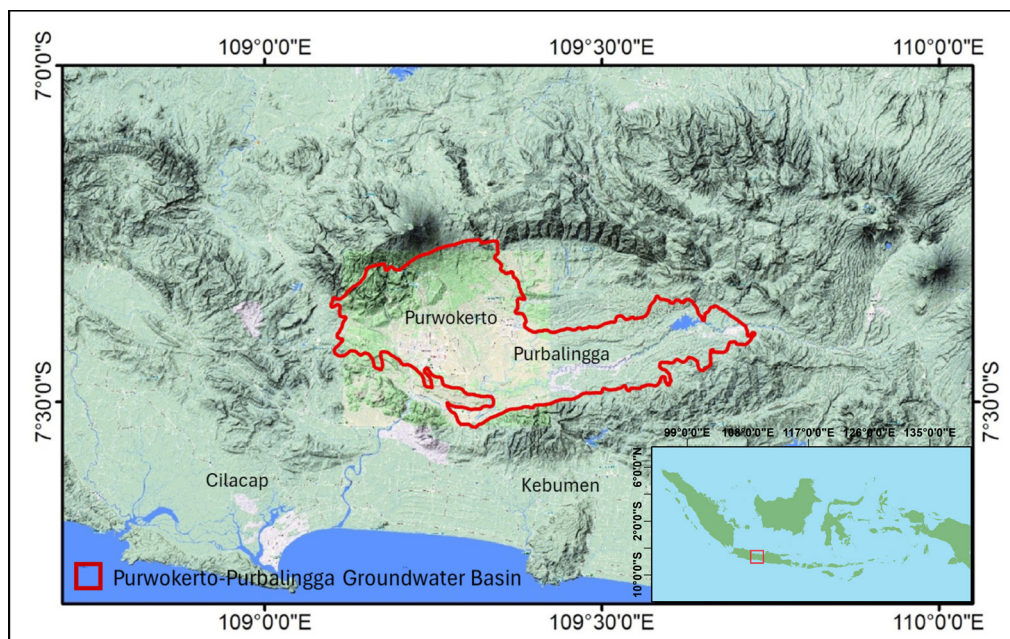 109°0'0"E
109°30'0"E
110°0'0"E
7°0'0"S
Purwokerto
Purbalingga
7°30'0"S
7°30'0"S
Cilacap
Kebumen
Purwokerto-Purbalingga Groundwater Basin
99°0'0"E
108°0'0"E
117°0'0"E
126°0'0"E
135°0'0"E
6°0'0"N
2°0'0"S
10°0'0"S
109°0'0"E
109°30'0"E
110°0'0"E